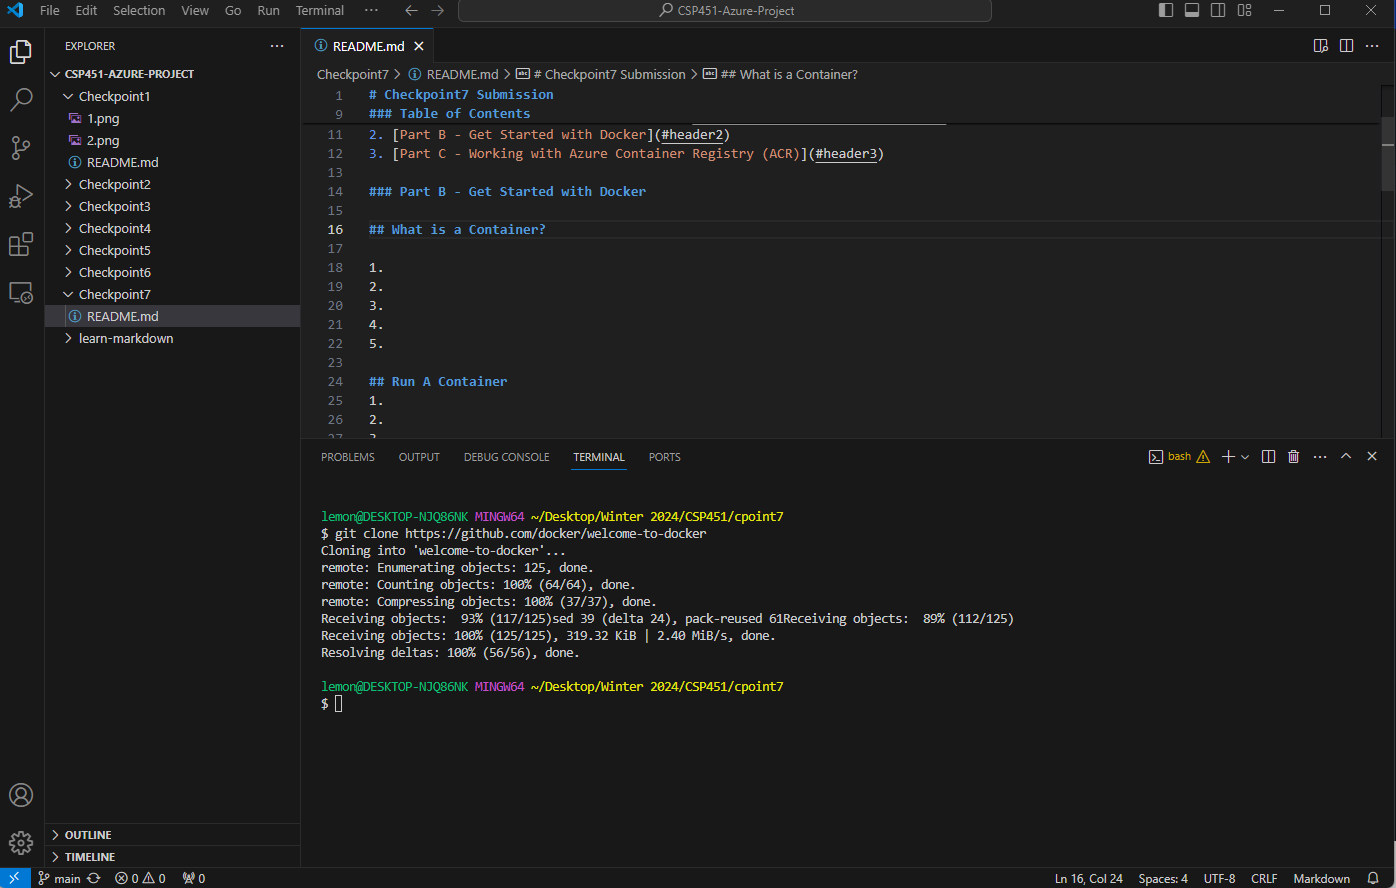 File Edit Selection View Go Run Terminal ··· CSP451-Azure-Project
EXPLORER ···
CSP451-AZURE-PROJECT
Checkpoint1
1.png
2.png
README.md
Checkpoint2
Checkpoint3
Checkpoint4
Checkpoint5
Checkpoint6
Checkpoint7
README.md
learn-markdown
OUTLINE
TIMELINE
README.md
Checkpoint7 > README.md > # Checkpoint7 Submission > ## What is a Container?
1 # Checkpoint7 Submission
9 ### Table of Contents
11 2. [Part B - Get Started with Docker](#header2)
12 3. [Part C - Working with Azure Container Registry (ACR)](#header3)
13
14 ### Part B - Get Started with Docker
15
16 ## What is a Container?
17
18 1.
19 2.
20 3.
21 4.
22 5.
23
24 ## Run A Container
25 1.
26 2.
27 3.
PROBLEMS OUTPUT DEBUG CONSOLE TERMINAL PORTS bash ···
lemon@DESKTOP-NJQ86NK MINGW64 ~/Desktop/Winter 2024/CSP451/cpoint7
$ git clone https://github.com/docker/welcome-to-docker
Cloning into 'welcome-to-docker'...
remote: Enumerating objects: 125, done.
remote: Counting objects: 100% (64/64), done.
remote: Compressing objects: 100% (37/37), done.
Receiving objects:  93% (117/125)sed 39 (delta 24), pack-reused 61Receiving objects:  89% (112/125)
Receiving objects: 100% (125/125), 319.32 KiB | 2.40 MiB/s, done.
Resolving deltas: 100% (56/56), done.
lemon@DESKTOP-NJQ86NK MINGW64 ~/Desktop/Winter 2024/CSP451/cpoint7
$
main 0 0 0 Ln 16, Col 24 Spaces: 4 UTF-8 CRLF Markdown